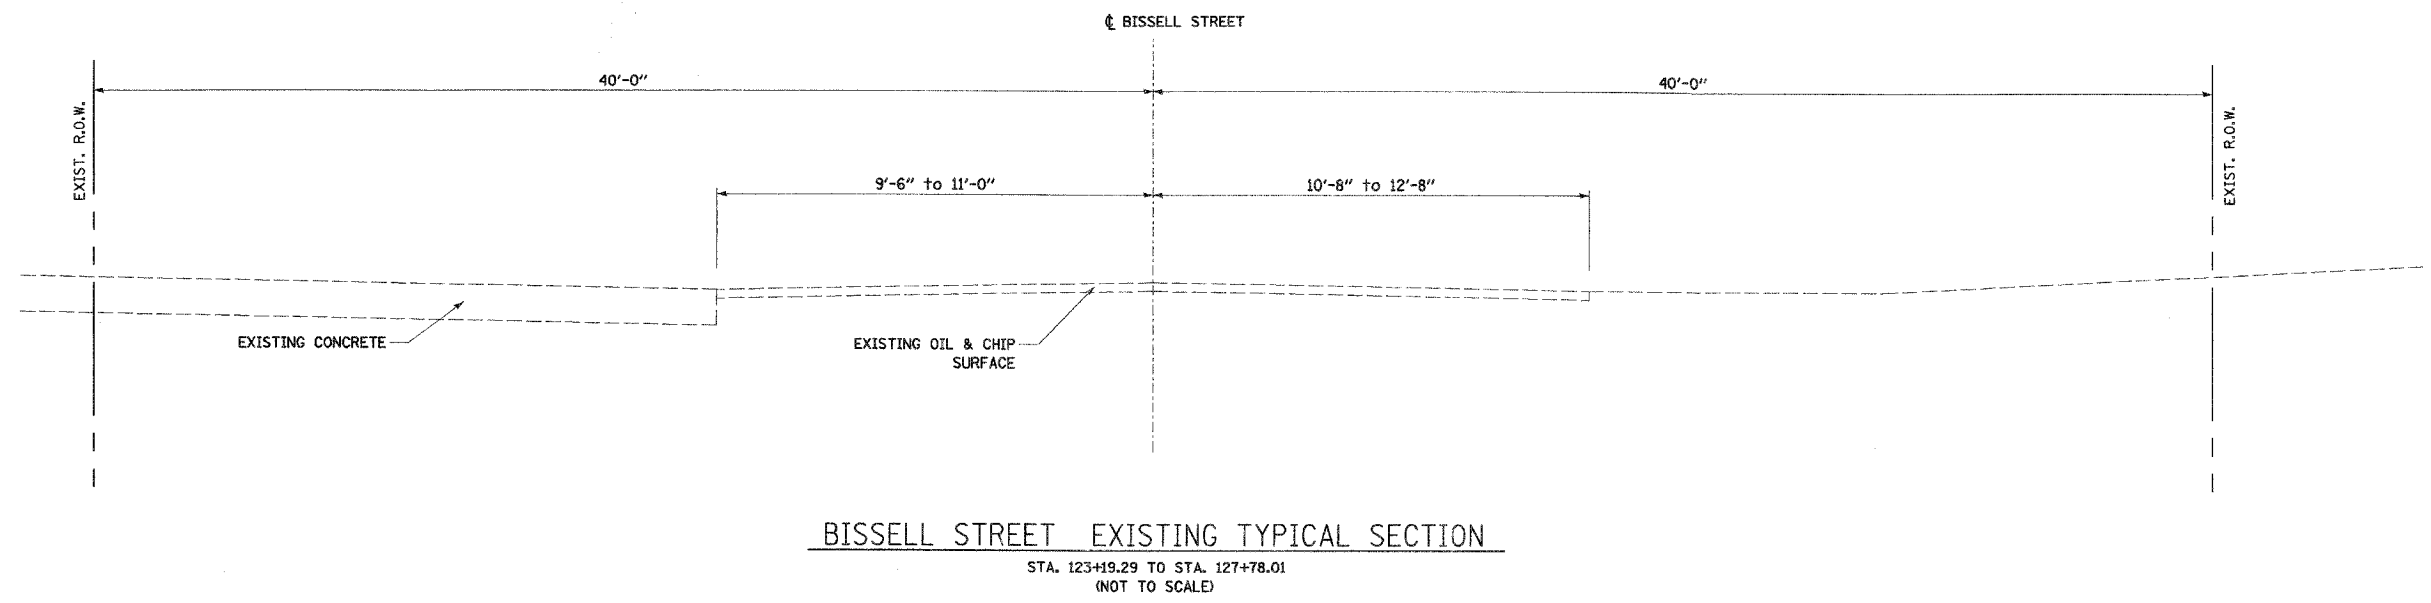 ℄ BISSELL STREET
40'-0"
40'-0"
EXIST. R.O.W.
EXIST. R.O.W.
9'-6" to 11'-0"
10'-8" to 12'-8"
EXISTING CONCRETE
EXISTING OIL & CHIP
SURFACE
BISSELL STREET EXISTING TYPICAL SECTION
STA. 123+19.29 TO STA. 127+78.01
(NOT TO SCALE)